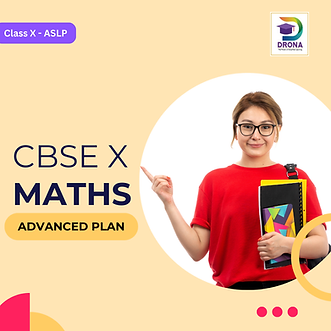 Class X - ASLP
DRONA
CBSE X
MATHS
ADVANCED PLAN